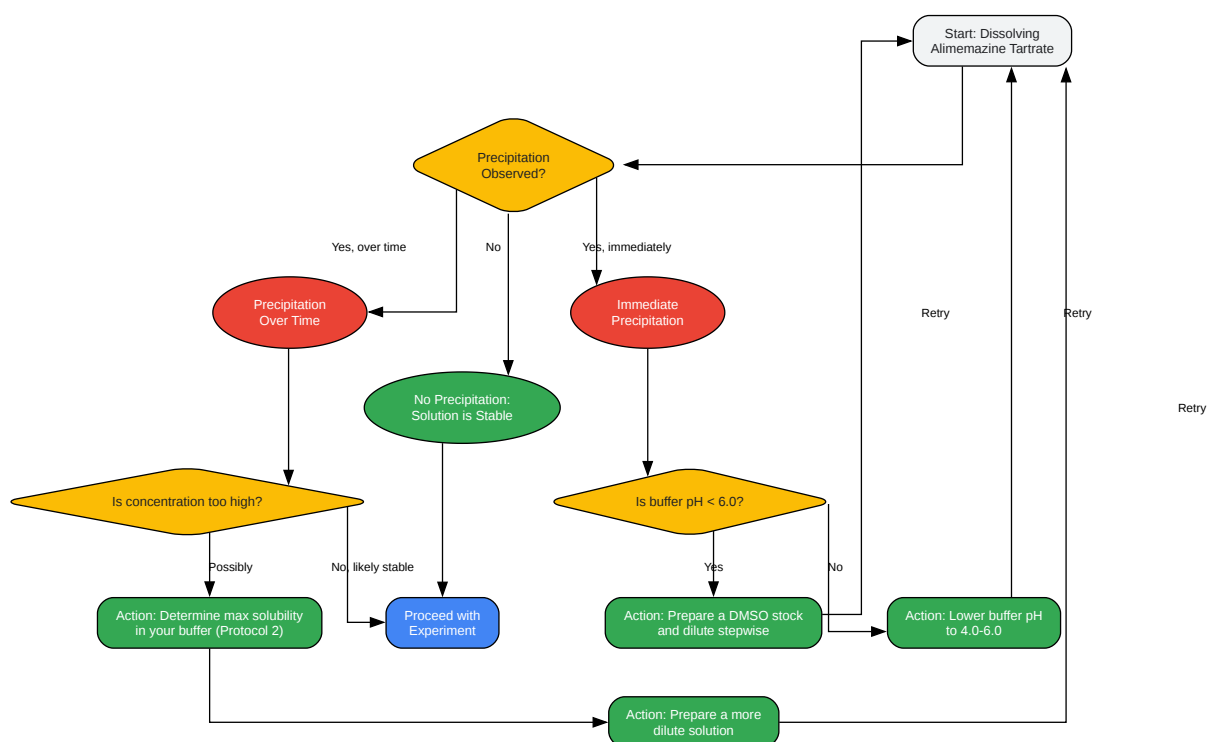 Start: Dissolving
Alimemazine Tartrate
Precipitation
Observed?
Yes, over time
No
Yes, immediately
Precipitation
Over Time
Immediate
Precipitation
Retry
Retry
No Precipitation:
Solution is Stable
Retry
Is concentration too high?
Is buffer pH < 6.0?
Possibly
No, likely stable
Yes
No
Action: Determine max solubility
in your buffer (Protocol 2)
Proceed with
Experiment
Action: Prepare a DMSO stock
and dilute stepwise
Action: Lower buffer pH
to 4.0-6.0
Action: Prepare a more
dilute solution